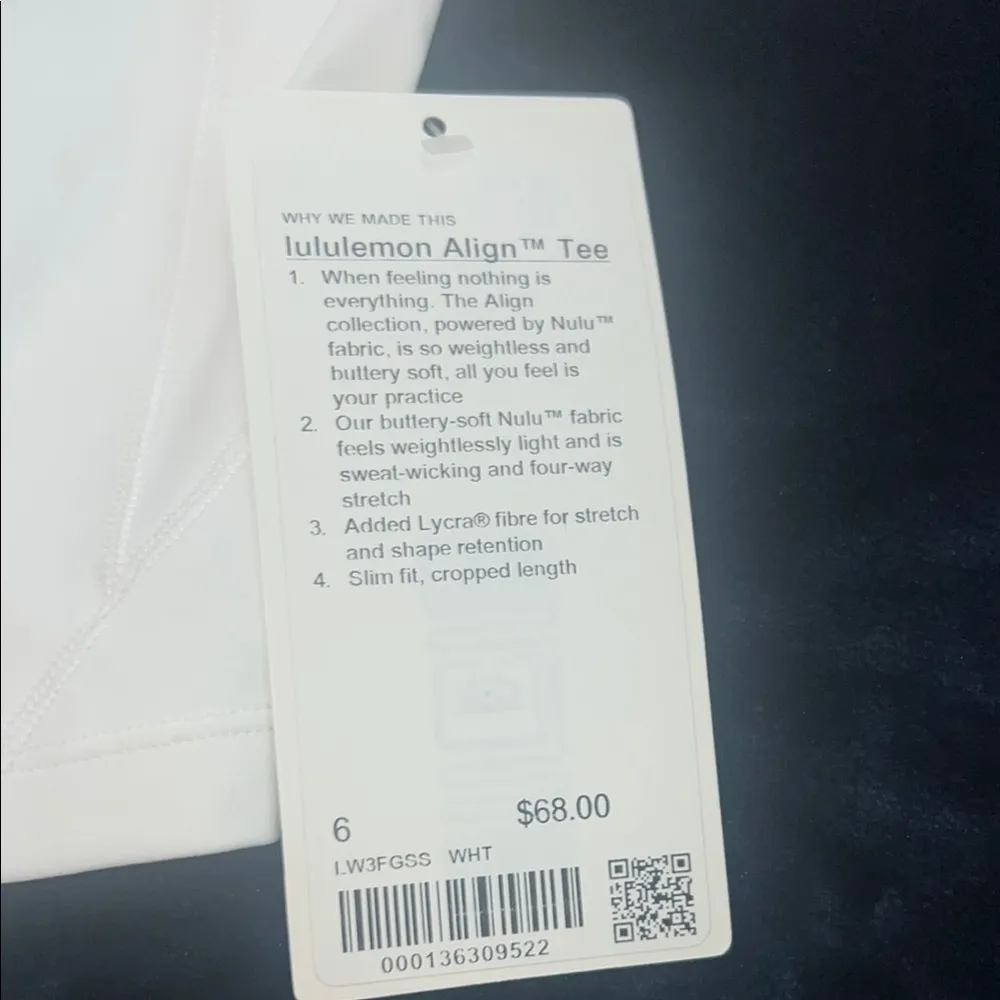 WHY WE MADE THIS
lululemon Align™ Tee
1. When feeling nothing is
everything. The Align
collection, powered by Nulu™
fabric, is so weightless and
buttery soft, all you feel is
your practice
2. Our buttery-soft Nulu™ fabric
feels weightlessly light and is
sweat-wicking and four-way
stretch
3. Added Lycra® fibre for stretch
and shape retention
4. Slim fit, cropped length
6 $68.00
LW3FGSS WHT
000136309522